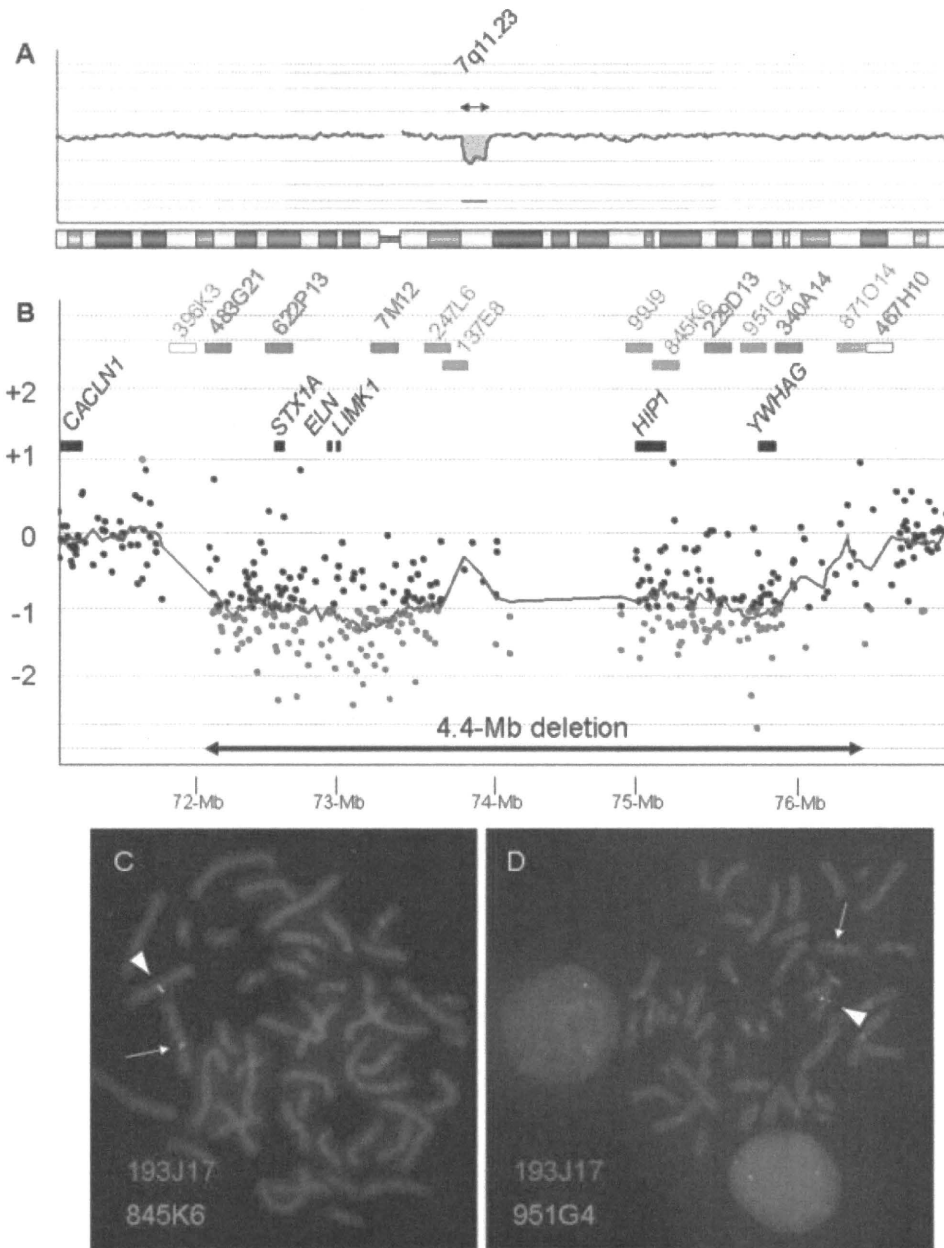 A
7q11.23
B
396K3
483G21
622P13
7M12
247L6
137E8
99J9
845K6
229D13
951G4
340A14
871O14
467H10
+2
CACLN1
STX1A
ELN
LIMK1
HIP1
YWHAG
+1
0
-1
-2
4.4-Mb deletion
72-Mb
73-Mb
74-Mb
75-Mb
76-Mb
C
193J17
845K6
D
193J17
951G4